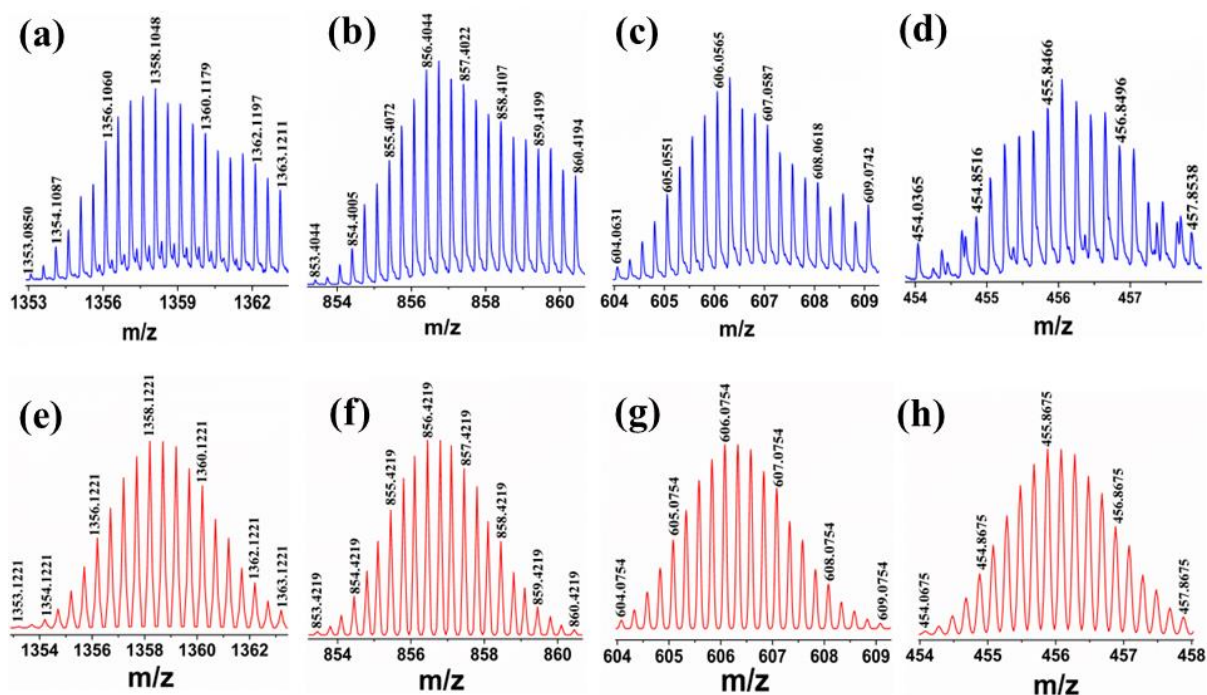 (a)
1353.0850
1354.1087
1356.1060
1358.1048
1360.1179
1362.1197
1363.1211
1353 1356 1359 1362
m/z
(b)
853.4044
854.4005
855.4072
856.4044
857.4022
858.4107
859.4199
860.4194
854 856 858 860
m/z
(c)
604.0631
605.0551
606.0565
607.0587
608.0618
609.0742
604 605 606 607 608 609
m/z
(d)
454.0365
454.8516
455.8466
456.8496
457.8538
454 455 456 457
m/z
(e)
1353.1221
1354.1221
1356.1221
1358.1221
1360.1221
1362.1221
1363.1221
1354 1356 1358 1360 1362
m/z
(f)
853.4219
854.4219
855.4219
856.4219
857.4219
858.4219
859.4219
860.4219
854 856 858 860
m/z
(g)
604.0754
605.0754
606.0754
607.0754
608.0754
609.0754
604 605 606 607 608 609
m/z
(h)
454.0675
454.8675
455.8675
456.8675
457.8675
454 455 456 457 458
m/z